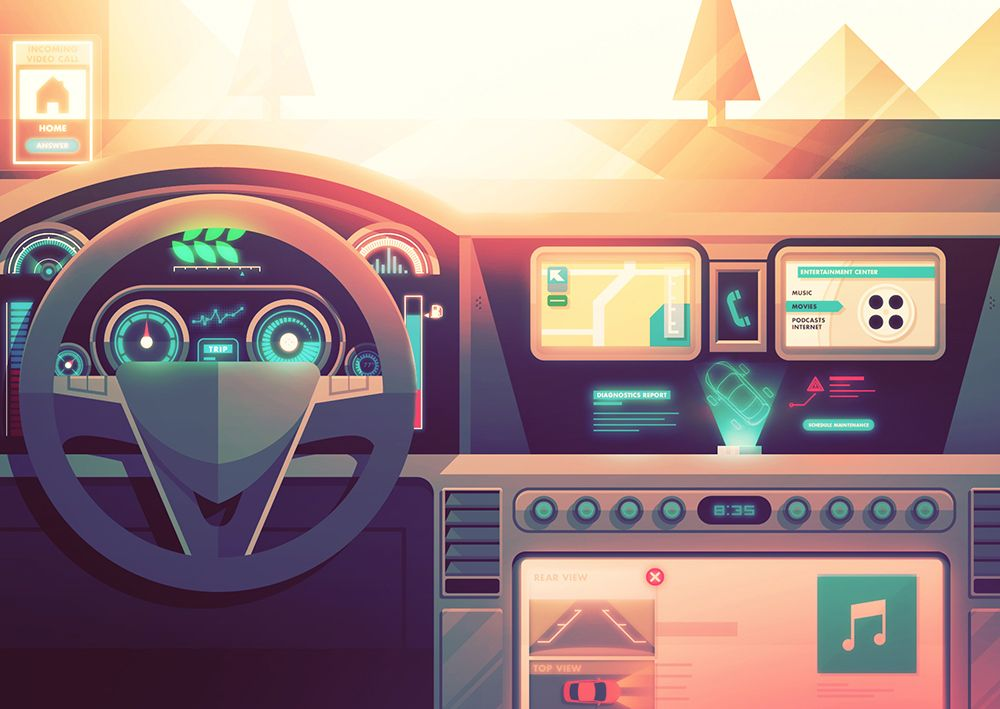 INCOMING
VIDEO CALL
HOME
ANSWER
TRIP
ENTERTAINMENT CENTER
MUSIC
MOVIES
PODCASTS
INTERNET
DIAGNOSTICS REPORT
SCHEDULE MAINTENANCE
8:35
REAR VIEW
TOP VIEW